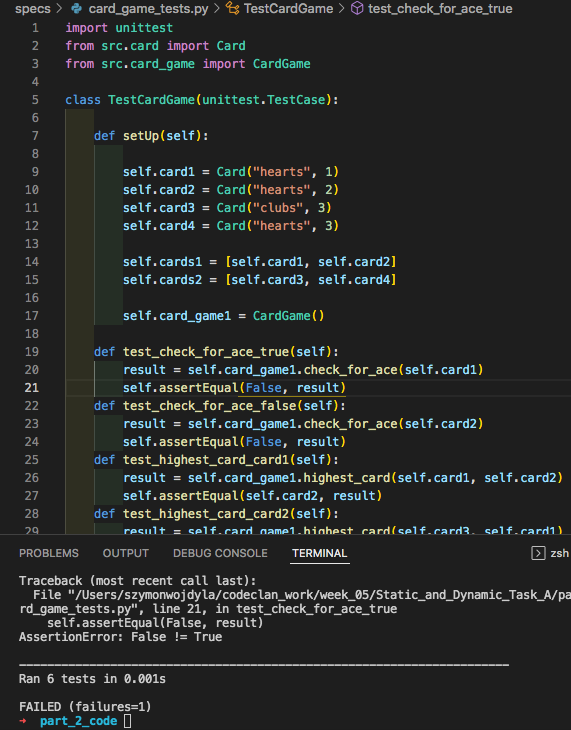 specs > card_game_tests.py > TestCardGame > test_check_for_ace_true
1 import unittest
2 from src.card import Card
3 from src.card_game import CardGame
4
5 class TestCardGame(unittest.TestCase):
6
7     def setUp(self):
8
9         self.card1 = Card("hearts", 1)
10         self.card2 = Card("hearts", 2)
11         self.card3 = Card("clubs", 3)
12         self.card4 = Card("hearts", 3)
13
14         self.cards1 = [self.card1, self.card2]
15         self.cards2 = [self.card3, self.card4]
16
17         self.card_game1 = CardGame()
18
19     def test_check_for_ace_true(self):
20         result = self.card_game1.check_for_ace(self.card1)
21         self.assertEqual(False, result)
22     def test_check_for_ace_false(self):
23         result = self.card_game1.check_for_ace(self.card2)
24         self.assertEqual(False, result)
25     def test_highest_card_card1(self):
26         result = self.card_game1.highest_card(self.card1, self.card2)
27         self.assertEqual(self.card2, result)
28     def test_highest_card_card2(self):
29         result = self.card_game1.highest_card(self.card3, self.card1)
PROBLEMS OUTPUT DEBUG CONSOLE TERMINAL zsh
Traceback (most recent call last):
  File "/Users/szymonwojdyla/codeclan_work/week_05/Static_and_Dynamic_Task_A/pa
rd_game_tests.py", line 21, in test_check_for_ace_true
    self.assertEqual(False, result)
AssertionError: False != True
----------------------------------------------------------------------
Ran 6 tests in 0.001s
FAILED (failures=1)
→ part_2_code